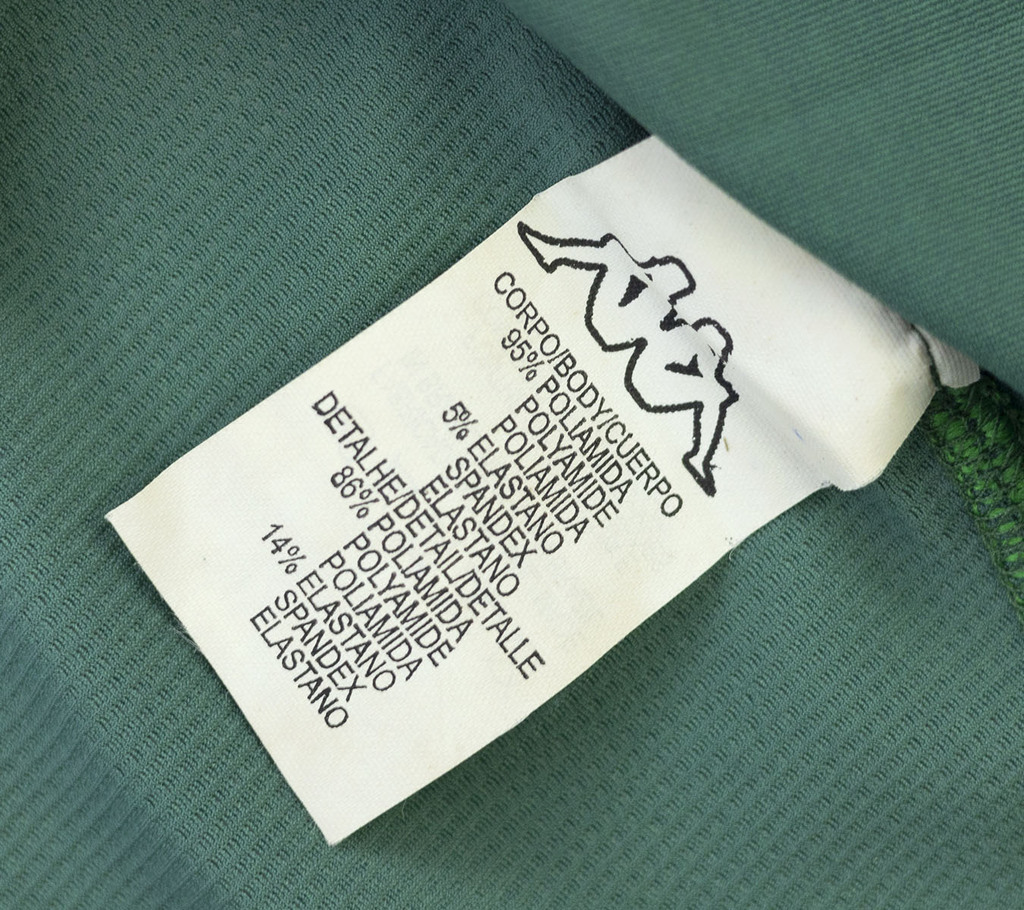 CORPO/BODY/CUERPO
95% POLIAMIDA
POLYAMIDE
POLIAMIDA
5% ELASTANO
SPANDEX
ELASTANO
DETALHE/DETAIL/DETALLE
86% POLIAMIDA
POLYAMIDE
POLIAMIDA
14% ELASTANO
SPANDEX
ELASTANO